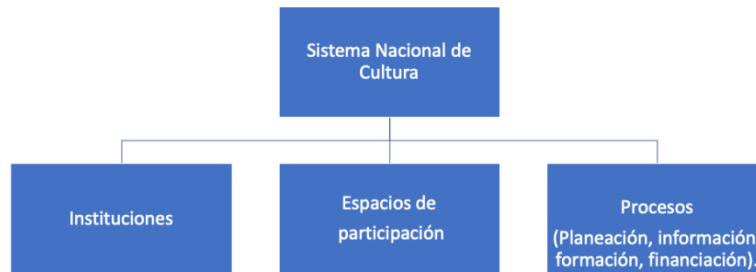 Sistema Nacional de
Cultura
Instituciones
Espacios de
participación
Procesos
(Planeación, información
formación, financiación).